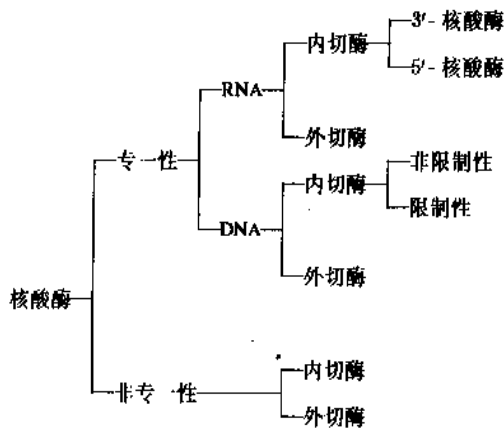 3′- 核酸酶
内切酶
5′- 核酸酶
RNA
外切酶
专一性
非限制性
内切酶
限制性
DNA
外切酶
核酸酶
内切酶
非专一性
外切酶